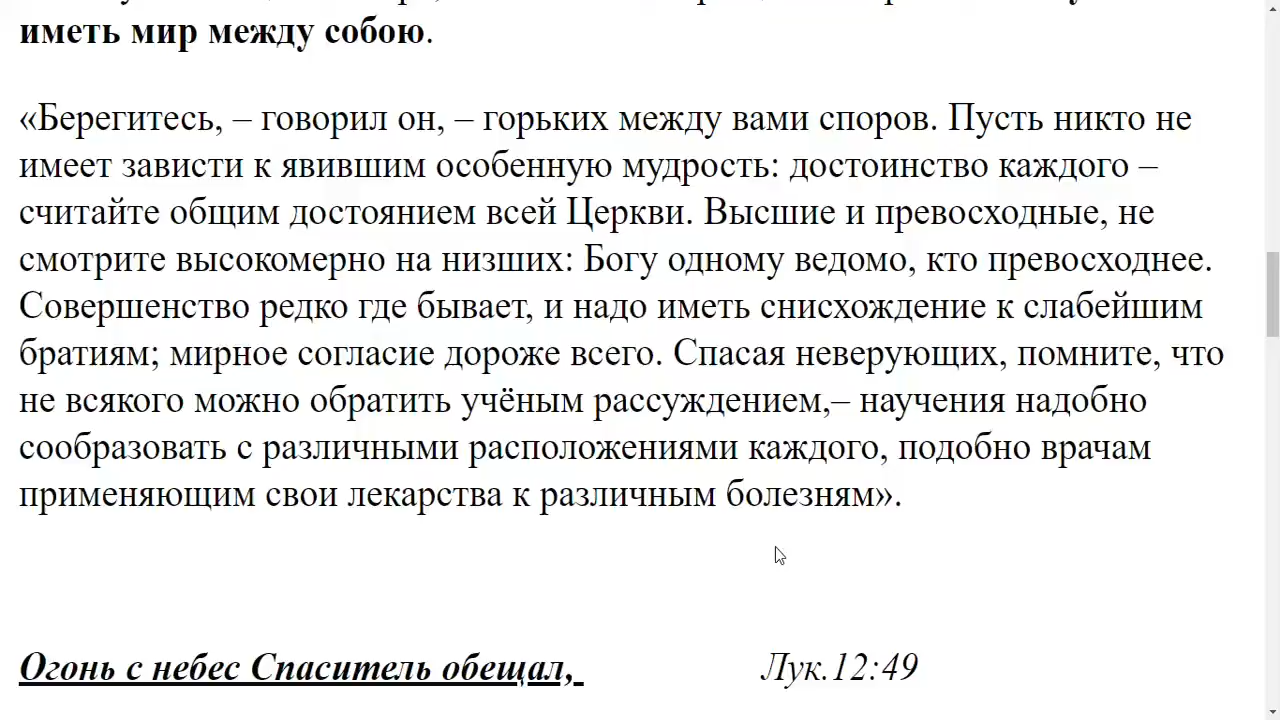 иметь мир между собою.
«Берегитесь, – говорил он, – горьких между вами споров. Пусть никто не
имеет зависти к явившим особенную мудрость: достоинство каждого –
считайте общим достоянием всей Церкви. Высшие и превосходные, не
смотрите высокомерно на низших: Богу одному ведомо, кто превосходнее.
Совершенство редко где бывает, и надо иметь снисхождение к слабейшим
братиям; мирное согласие дороже всего. Спасая неверующих, помните, что
не всякого можно обратить учёным рассуждением,– научения надобно
сообразовать с различными расположениями каждого, подобно врачам
применяющим свои лекарства к различным болезням».
Огонь с небес Спаситель обещал, Лук.12:49